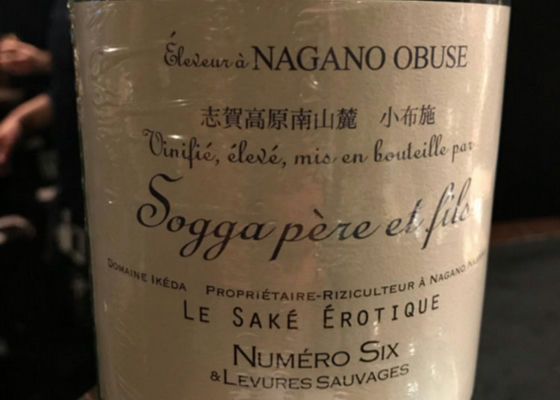 Éleveur à NAGANO OBUSE
志賀高原南山麓 小布施
Vinifié, élevé, mis en bouteille par
Sogga père et fils
DOMAINE IKÉDA PROPRIÉTAIRE-RIZICULTEUR À NAGANO
LE SAKÉ ÉROTIQUE
NUMÉRO SIX
& LEVURES SAUVAGES